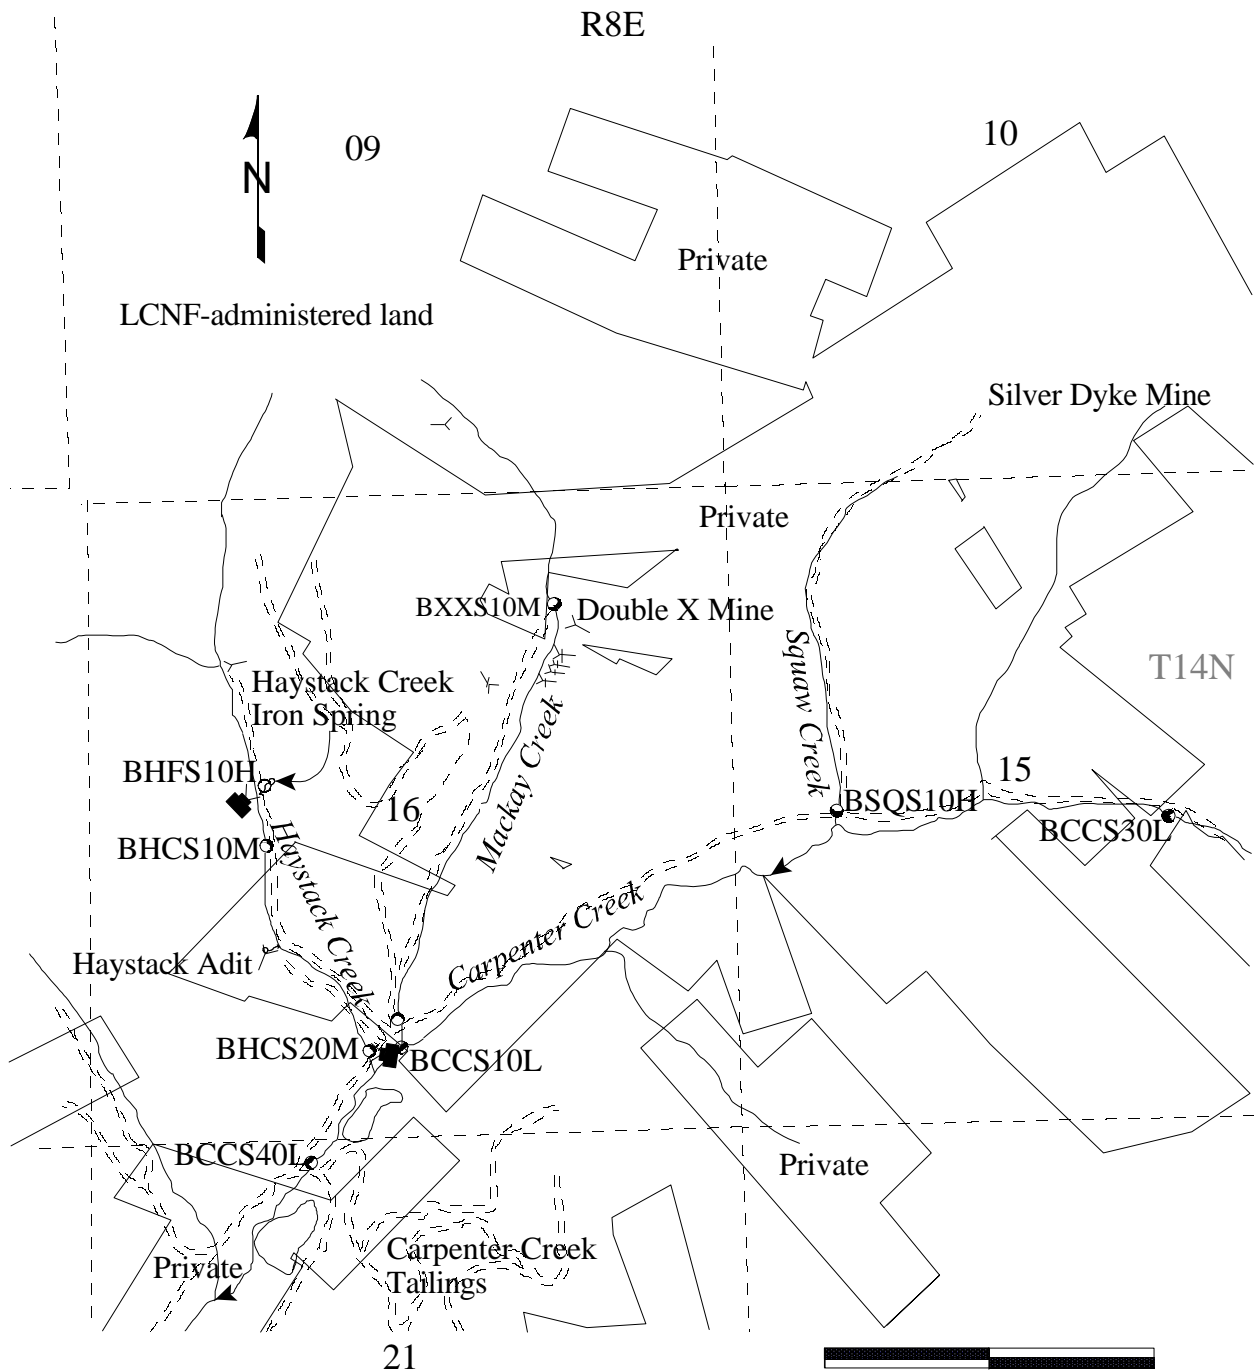 R8E
09
10
N
Private
LCNF-administered land
Silver Dyke Mine
Private
BXXS10M
Double X Mine
Squaw Creek
T14N
Haystack Creek
Iron Spring
Mackay Creek
BHFS10H
15
16
BSQS10H
BCCS30L
BHCS10M
Haystack Creek
Carpenter Creek
Haystack Adit
BHCS20M
BCCS10L
BCCS40L
Private
Carpenter Creek
Tailings
Private
21